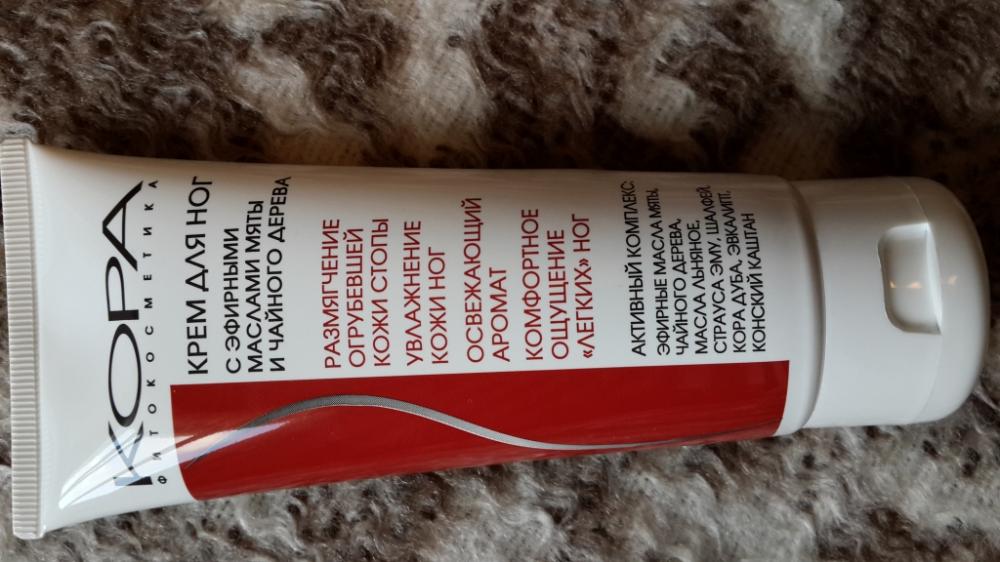 КОРА
ФИТОКОСМЕТИКА
КРЕМ ДЛЯ НОГ
С ЭФИРНЫМИ
МАСЛАМИ МЯТЫ
И ЧАЙНОГО ДЕРЕВА
РАЗМЯГЧЕНИЕ
ОГРУБЕВШЕЙ
КОЖИ СТОПЫ
УВЛАЖНЕНИЕ
КОЖИ НОГ
ОСВЕЖАЮЩИЙ
АРОМАТ
КОМФОРТНОЕ
ОЩУЩЕНИЕ
«ЛЕГКИХ» НОГ
АКТИВНЫЙ КОМПЛЕКС:
ЭФИРНЫЕ МАСЛА МЯТЫ,
ЧАЙНОГО ДЕРЕВА,
МАСЛА ЛЬНЯНОЕ,
СТРАУСА ЭМУ, ШАЛФЕЙ,
КОРА ДУБА, ЭВКАЛИПТ,
КОНСКИЙ КАШТАН